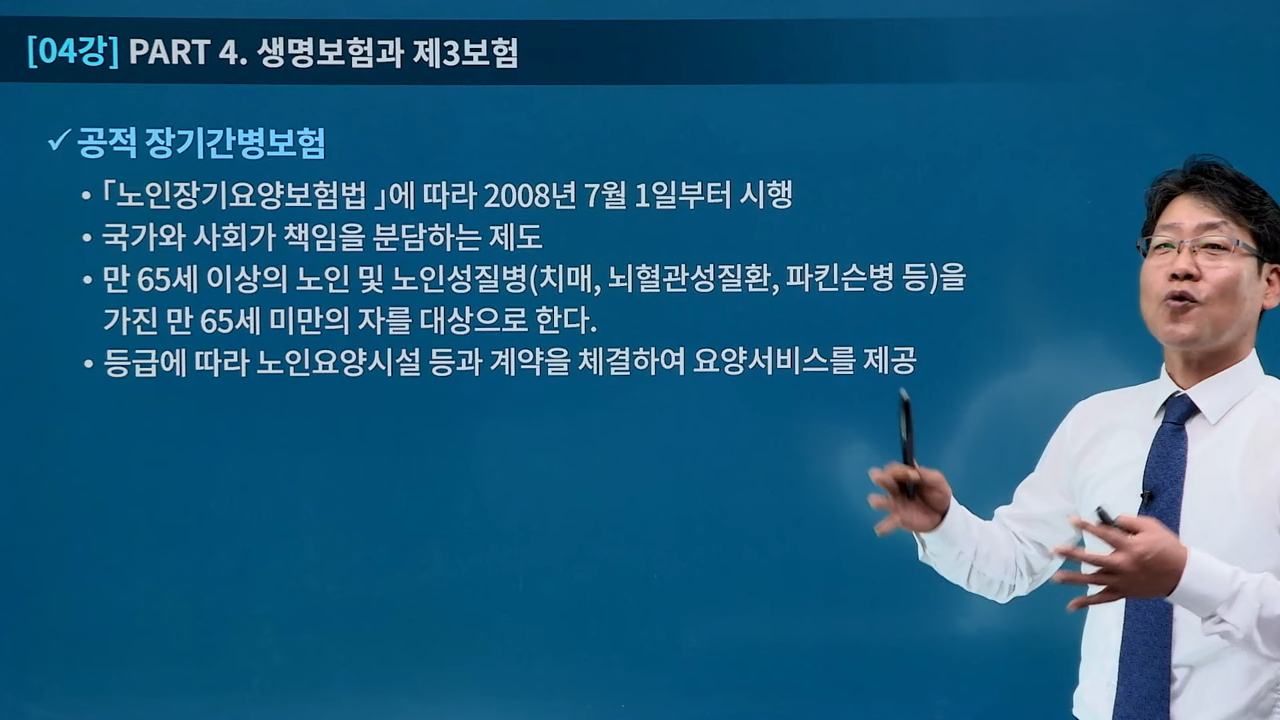 [04강] PART 4. 생명보험과 제3보험
✓ 공적 장기간병보험
• 「노인장기요양보험법 」에 따라 2008년 7월 1일부터 시행
• 국가와 사회가 책임을 분담하는 제도
• 만 65세 이상의 노인 및 노인성질병(치매, 뇌혈관성질환, 파킨슨병 등)을
가진 만 65세 미만의 자를 대상으로 한다.
• 등급에 따라 노인요양시설 등과 계약을 체결하여 요양서비스를 제공